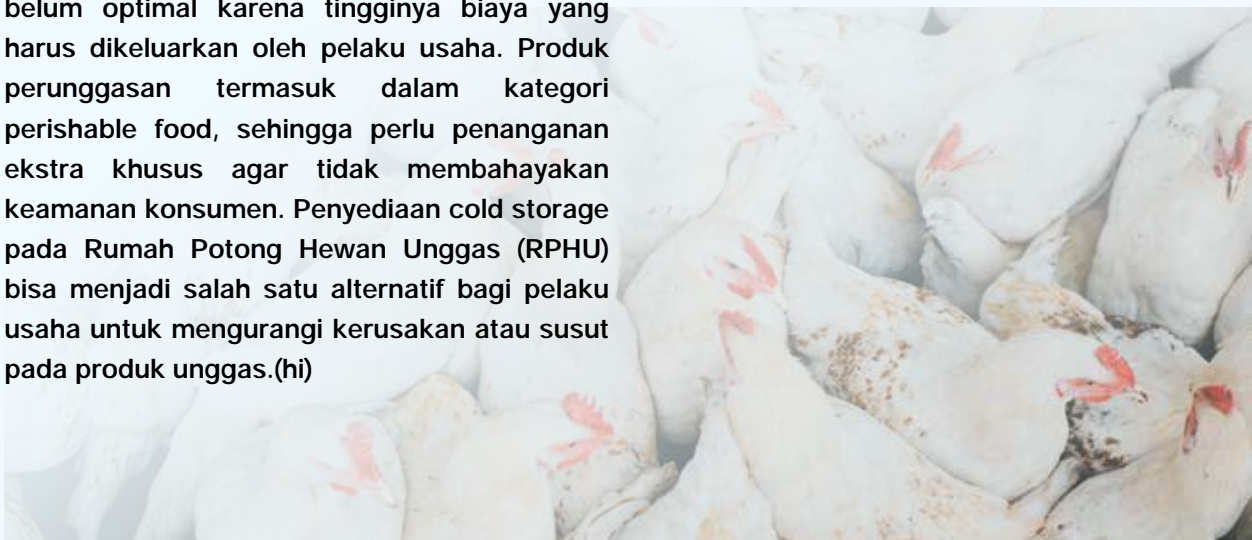 belum optimal karena tingginya biaya yang
harus dikeluarkan oleh pelaku usaha. Produk
perunggasan termasuk dalam kategori
perishable food, sehingga perlu penanganan
ekstra khusus agar tidak membahayakan
keamanan konsumen. Penyediaan cold storage
pada Rumah Potong Hewan Unggas (RPHU)
bisa menjadi salah satu alternatif bagi pelaku
usaha untuk mengurangi kerusakan atau susut
pada produk unggas.(hi)